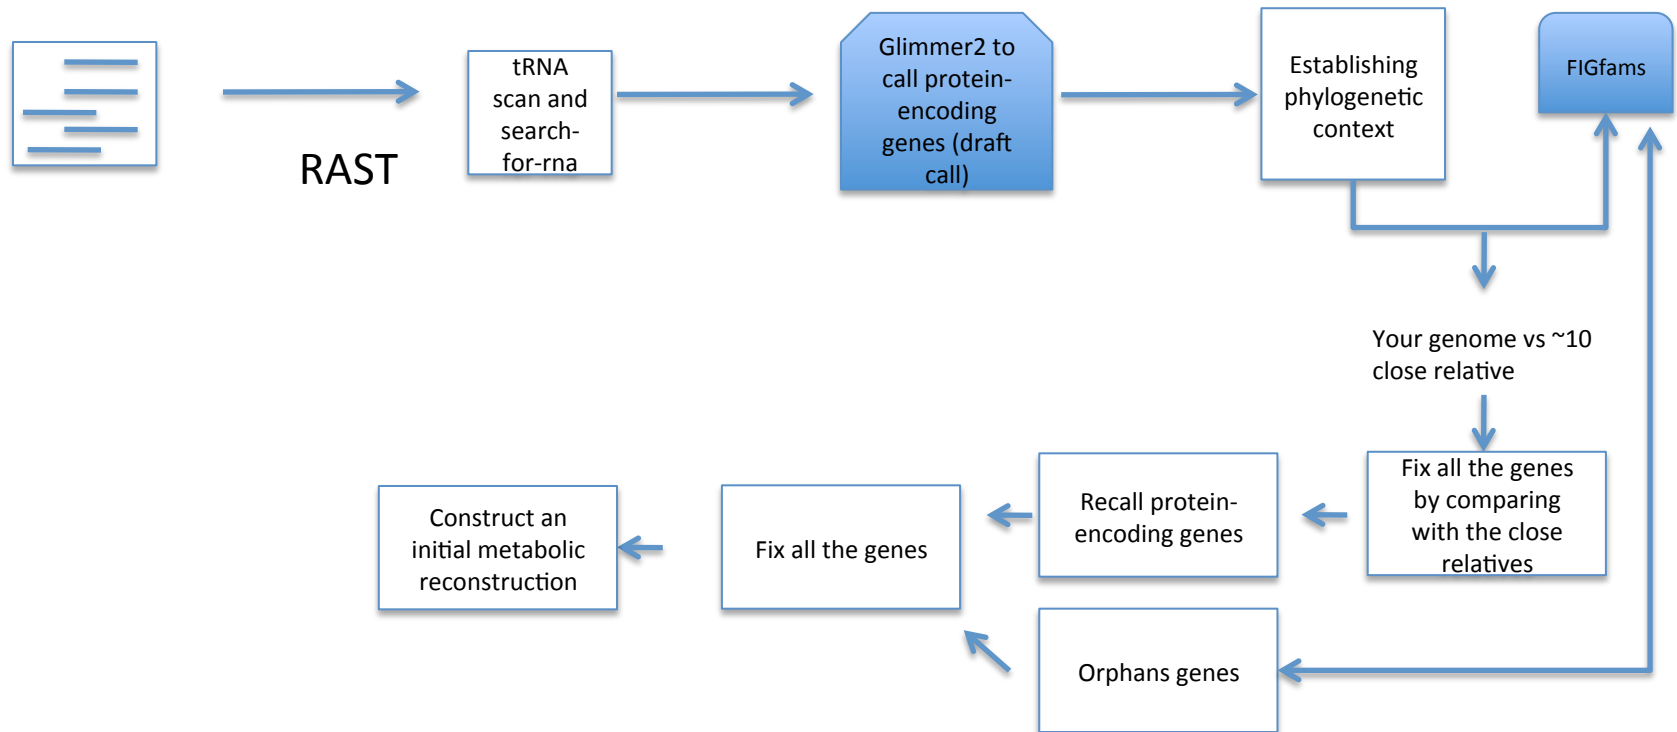 RAST
tRNA
scan and
search-
for-rna
Glimmer2 to
call protein-
encoding
genes (draft
call)
Establishing
phylogenetic
context
FIGfams
Your genome vs ~10
close relative
Fix all the genes
by comparing
with the close
relatives
Recall protein-
encoding genes
Fix all the genes
Construct an
initial metabolic
reconstruction
Orphans genes